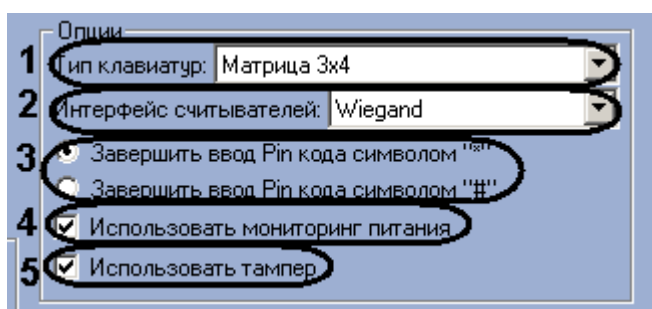 Опции
1 Тип клавиатур: Матрица 3x4
2 Интерфейс считывателей: Wiegand
3 Завершить ввод Pin кода символом "*"
Завершить ввод Pin кода символом "#"
4 Использовать мониторинг питания
5 Использовать тампер